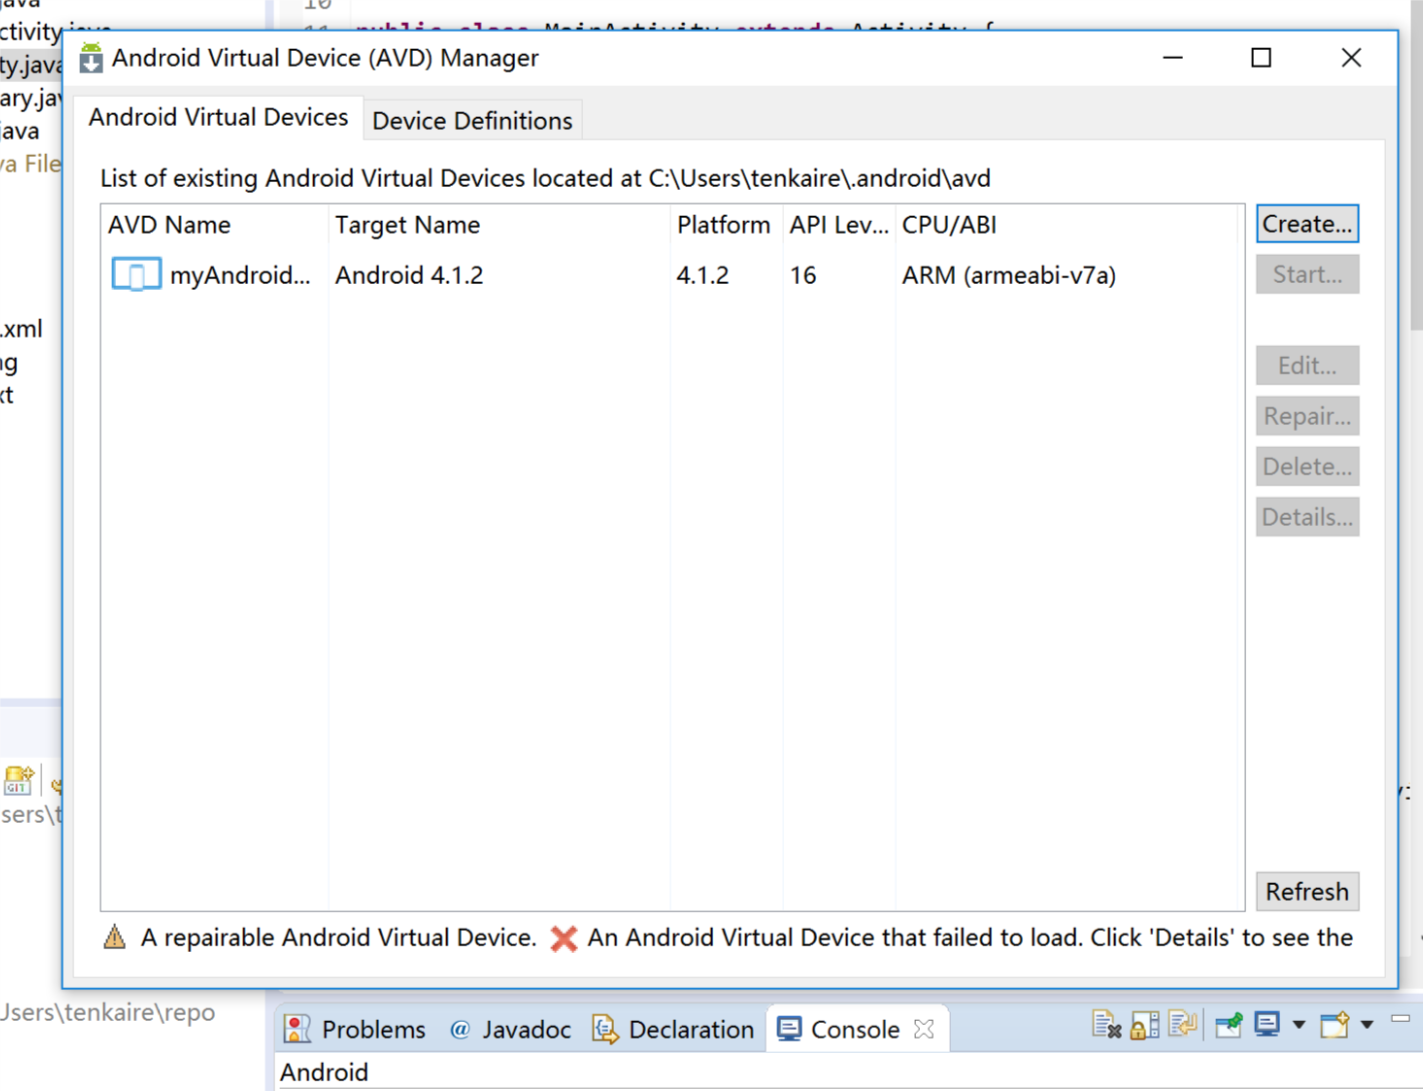 java
10
ctivity.java
11 public class MainActivity extends Activity {
Android Virtual Device (AVD) Manager
ty.java
ary.jav
Android Virtual Devices Device Definitions
java
va File
List of existing Android Virtual Devices located at C:\Users\tenkaire\.android\avd
AVD Name Target Name Platform API Lev... CPU/ABI
Create...
myAndroid... Android 4.1.2 4.1.2 16 ARM (armeabi-v7a)
Start...
.xml
ng
Edit...
xt
Repair...
Delete...
Details...
GIT
sers\t
Refresh
A repairable Android Virtual Device. An Android Virtual Device that failed to load. Click 'Details' to see the
Users\tenkaire\repo
Problems @ Javadoc Declaration Console
Android